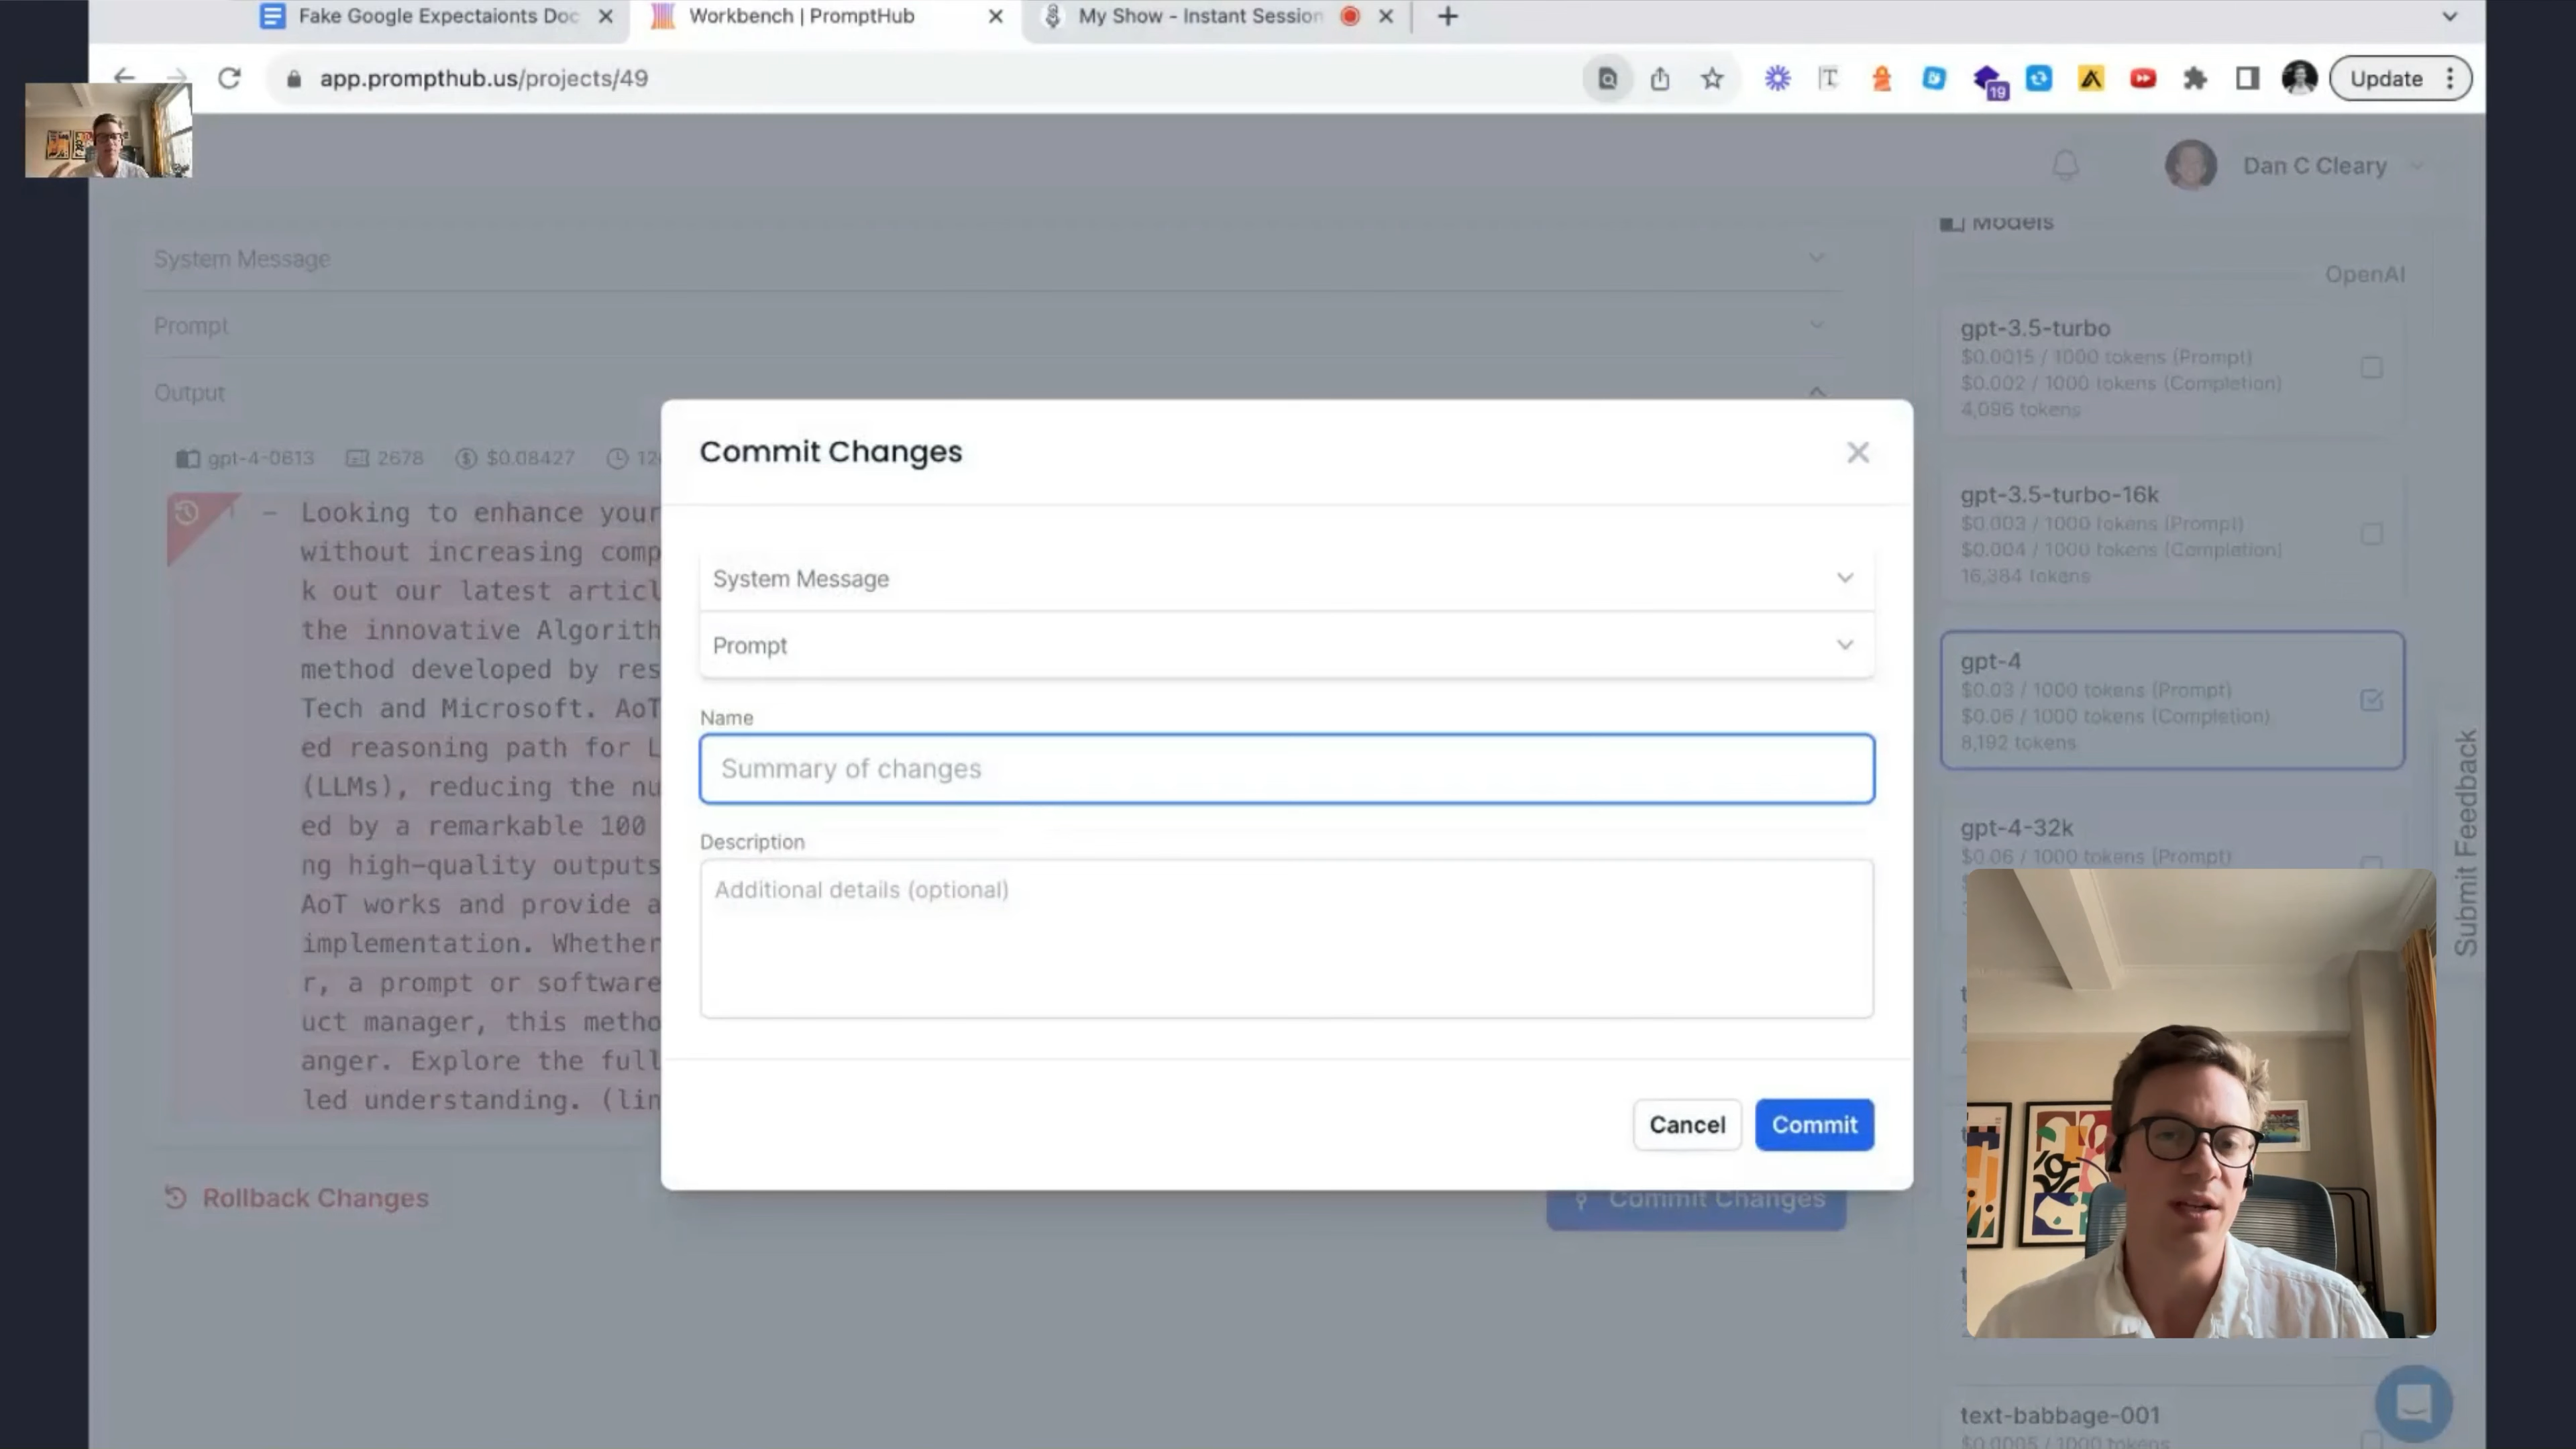 Fake Google Expectaionts Doc
Workbench | PromptHub
My Show - Instant Session
app.prompthub.us/projects/49
19
Update
Dan C Cleary
System Message
Prompt
Output
gpt-4-0613 2678 $0.08427
Looking to enhance your
without increasing comp
k out our latest articl
the innovative Algorith
method developed by res
Tech and Microsoft. AoT
ed reasoning path for L
(LLMs), reducing the nu
ed by a remarkable 100
ng high-quality outputs
AoT works and provide a
implementation. Whether
r, a prompt or software
uct manager, this metho
anger. Explore the full
led understanding. (lin
Rollback Changes
Commit Changes
Commit Changes
System Message
Prompt
Name
Summary of changes
Description
Additional details (optional)
Cancel
Commit
Models
OpenAI
gpt-3.5-turbo
$0.0015 / 1000 tokens (Prompt)
$0.002 / 1000 tokens (Completion)
4,096 tokens
gpt-3.5-turbo-16k
$0.003 / 1000 tokens (Prompt)
$0.004 / 1000 tokens (Completion)
16,384 tokens
gpt-4
$0.03 / 1000 tokens (Prompt)
$0.06 / 1000 tokens (Completion)
8,192 tokens
gpt-4-32k
$0.06 / 1000 tokens (Prompt)
text-babbage-001
$0.0005 / 1000 tokens
Submit Feedback